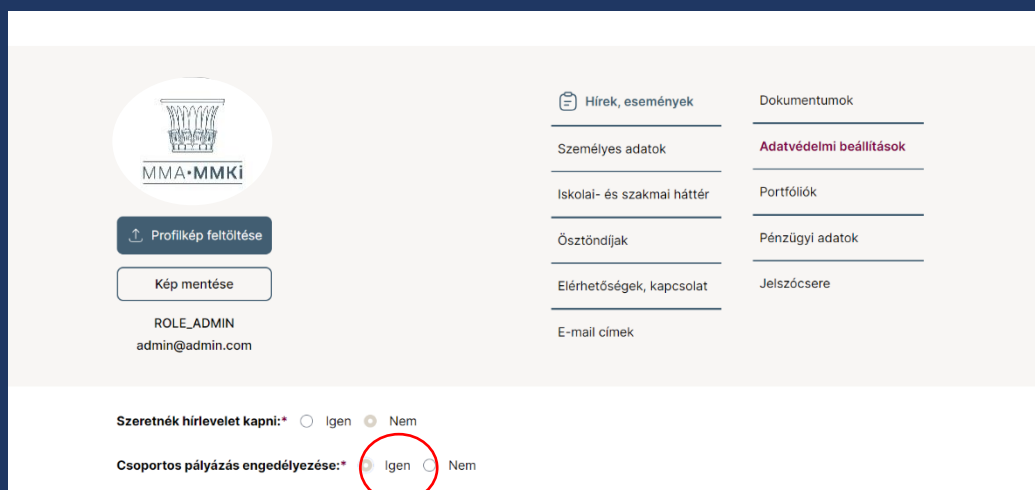 MMA•MMKi
Profilkép feltöltése
Kép mentése
ROLE_ADMIN
admin@admin.com
Hírek, események
Személyes adatok
Iskolai- és szakmai háttér
Ösztöndíjak
Elérhetőségek, kapcsolat
E-mail címek
Dokumentumok
Adatvédelmi beállítások
Portfóliók
Pénzügyi adatok
Jelszócsere
Szeretnék hírlevelet kapni:* Igen Nem
Csoportos pályázás engedélyezése:* Igen Nem